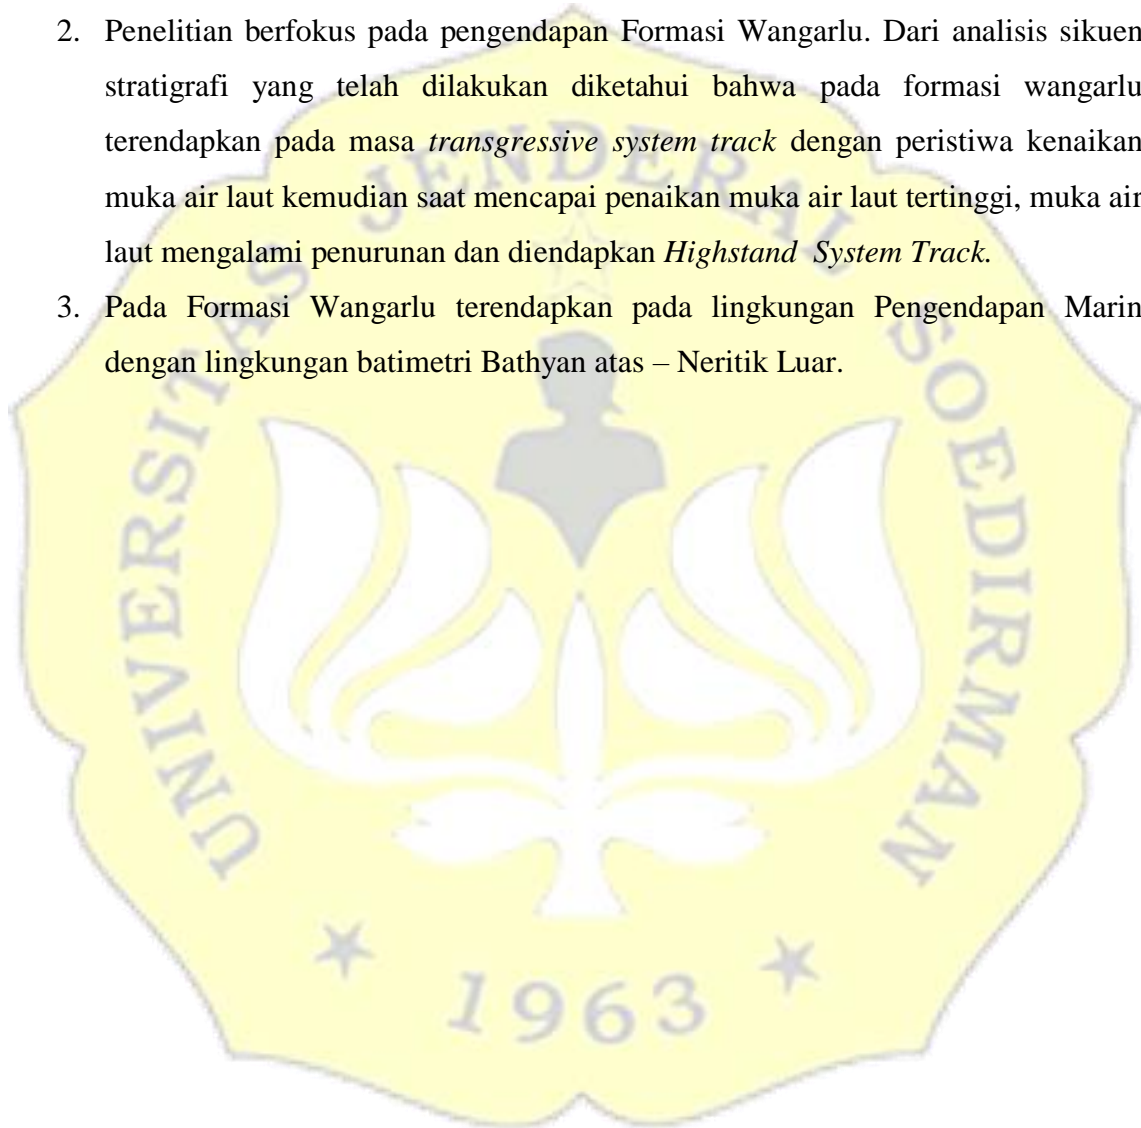 2. Penelitian berfokus pada pengendapan Formasi Wangarlu. Dari analisis sikuen
stratigrafi yang telah dilakukan diketahui bahwa pada formasi wangarlu
terendapkan pada masa transgressive system track dengan peristiwa kenaikan
muka air laut kemudian saat mencapai penaikan muka air laut tertinggi, muka air
laut mengalami penurunan dan diendapkan Highstand System Track.
3. Pada Formasi Wangarlu terendapkan pada lingkungan Pengendapan Marin
dengan lingkungan batimetri Bathyan atas – Neritik Luar.
UNIVERSITAS JENDERAL SOEDIRMAN
1963